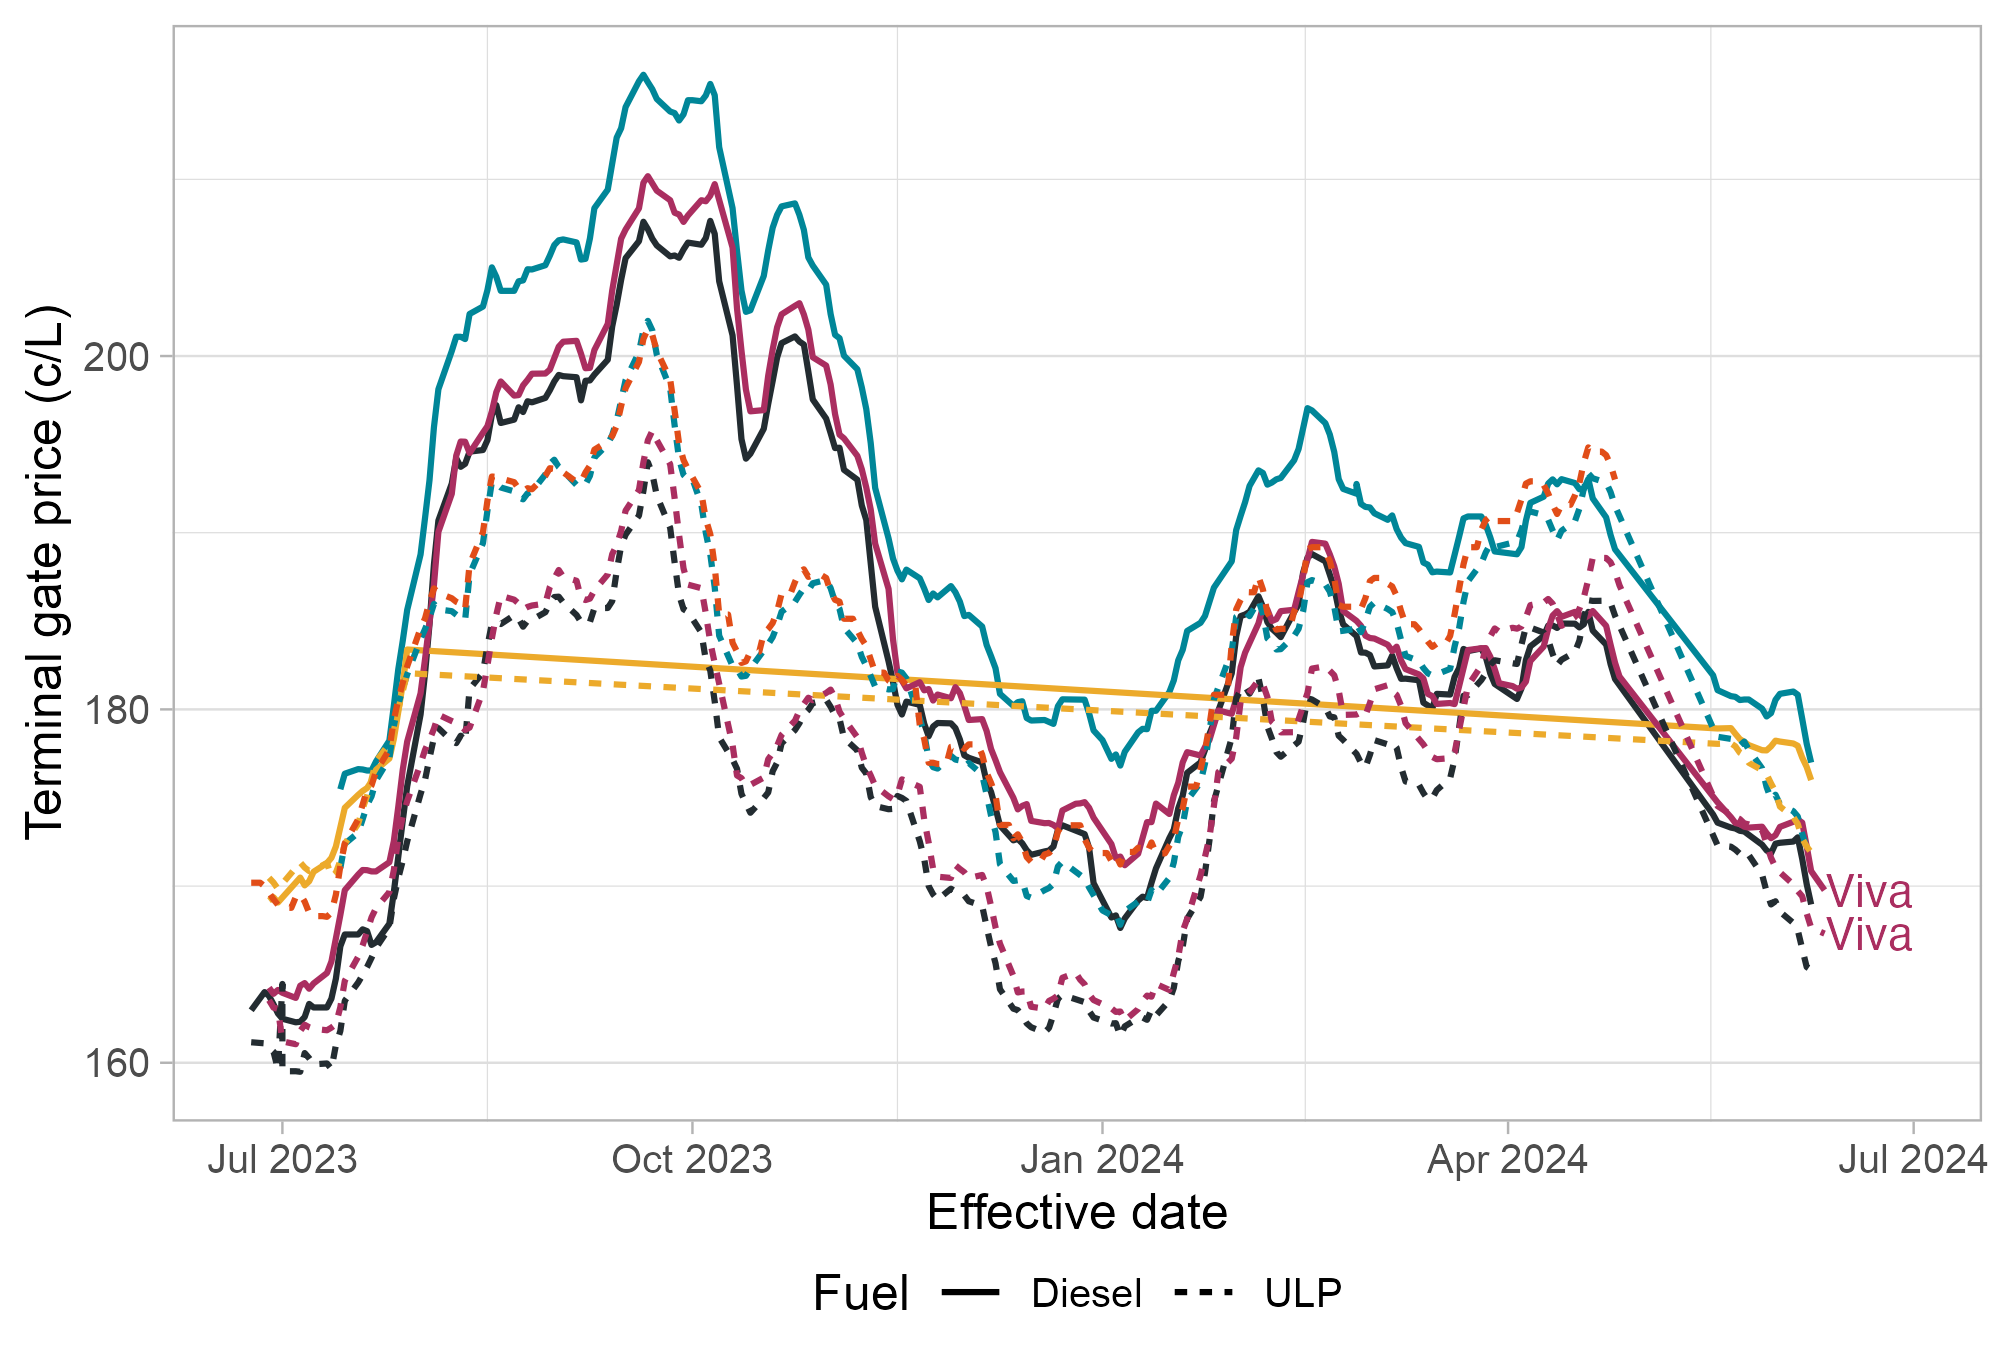 Terminal gate price (c/L)
200
180
160
Viva
Viva
Jul 2023
Oct 2023
Jan 2024
Apr 2024
Jul 2024
Effective date
Fuel
Diesel
ULP